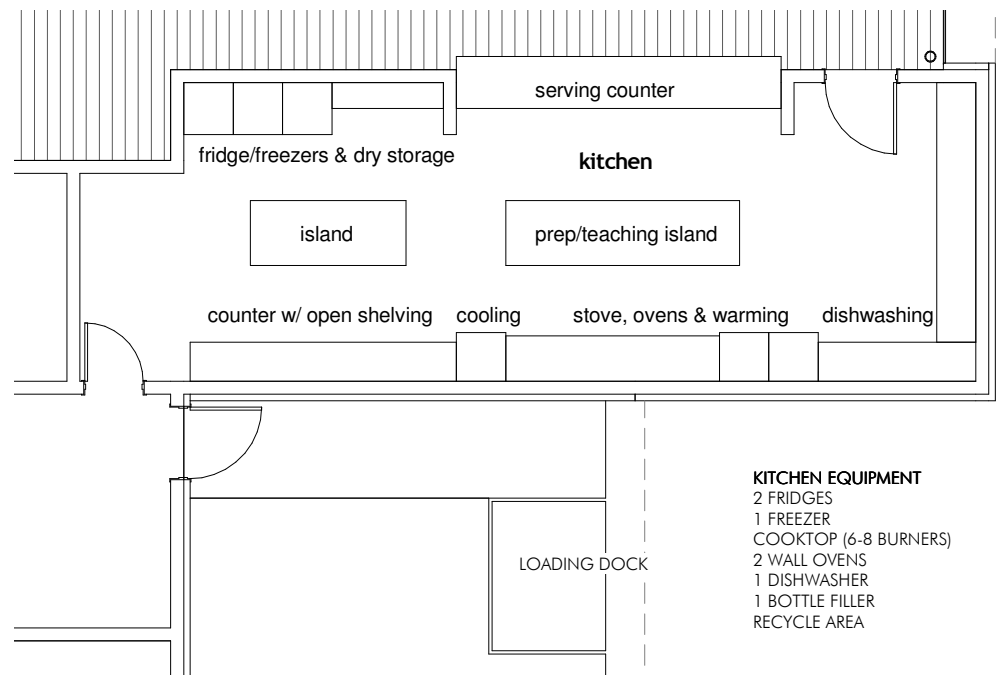 serving counter
fridge/freezers & dry storage
kitchen
island
prep/teaching island
counter w/ open shelving
cooling
stove, ovens & warming
dishwashing
KITCHEN EQUIPMENT
2 FRIDGES
1 FREEZER
COOKTOP (6-8 BURNERS)
2 WALL OVENS
1 DISHWASHER
1 BOTTLE FILLER
RECYCLE AREA
LOADING DOCK